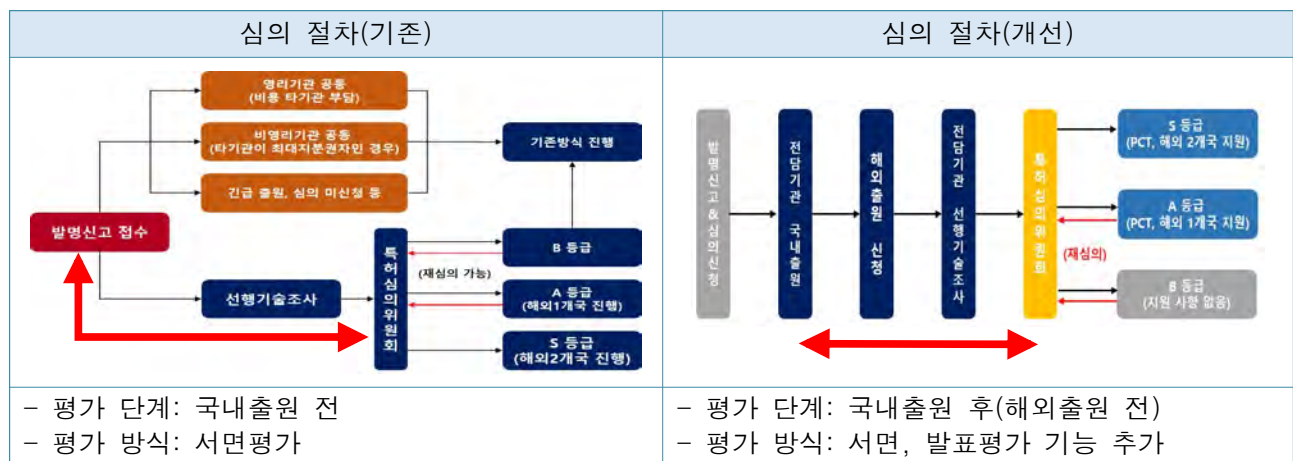 심의 절차(기존)
영리기관 공통
(비용 타기관 부담)
비영리기관 공통
(타기관이 최대지분권자인 경우)
긴급 출원, 심의 미신청 등
기존방식 진행
발명신고 접수
선행기술조사
특허심의위원회
B 등급
(재심의 가능)
A 등급
(해외1개국 진행)
S 등급
(해외2개국 진행)
- 평가 단계: 국내출원 전
- 평가 방식: 서면평가
심의 절차(개선)
발명신고&심의신청
전담기관 국내출원
해외출원 신청
전담기관 선행기술조사
특허심의위원회
S 등급
(PCT, 해외 2개국 지원)
A 등급
(PCT, 해외 1개국 지원)
(재심의)
B 등급
(지원 사항 없음)
- 평가 단계: 국내출원 후(해외출원 전)
- 평가 방식: 서면, 발표평가 기능 추가